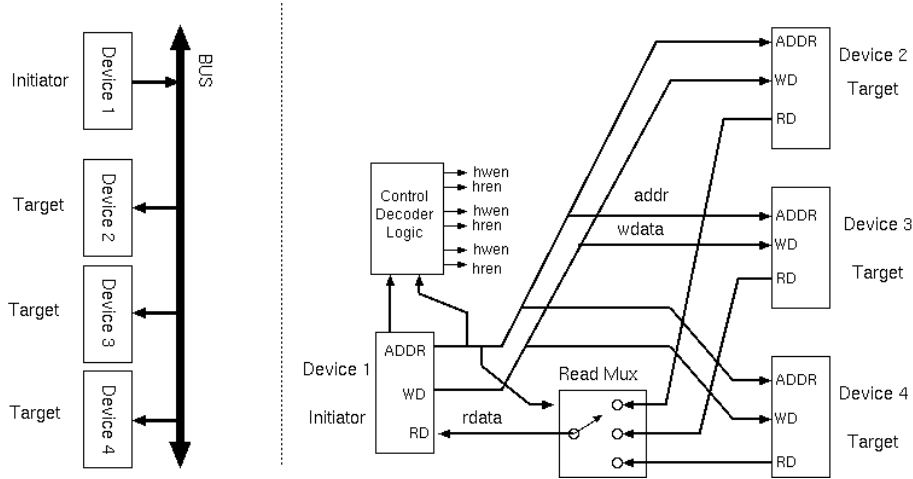 Initiator
Device 1
BUS
Target
Device 2
Target
Device 3
Target
Device 4
Control
Decoder
Logic
hwen
hren
hwen
hren
hwen
hren
Device 1
Initiator
ADDR
WD
RD
rdata
Read Mux
addr
wdata
ADDR
WD
RD
Device 2
Target
ADDR
WD
RD
Device 3
Target
ADDR
WD
RD
Device 4
Target